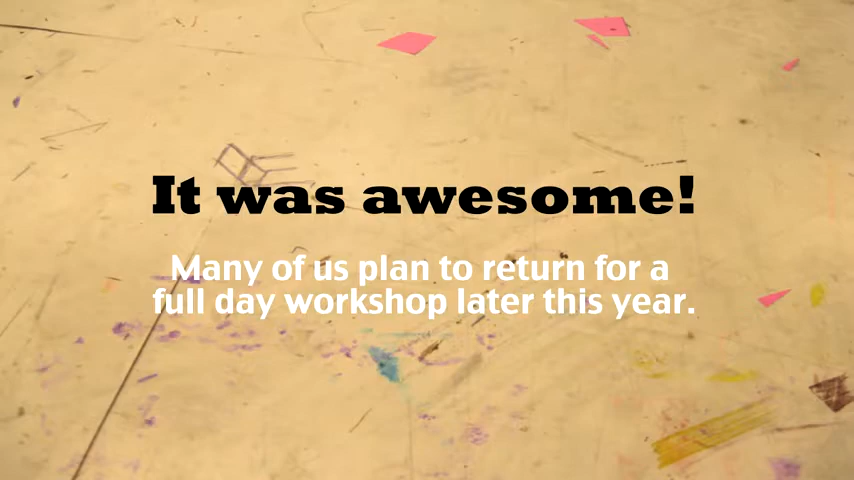 It was awesome!
Many of us plan to return for a
full day workshop later this year.